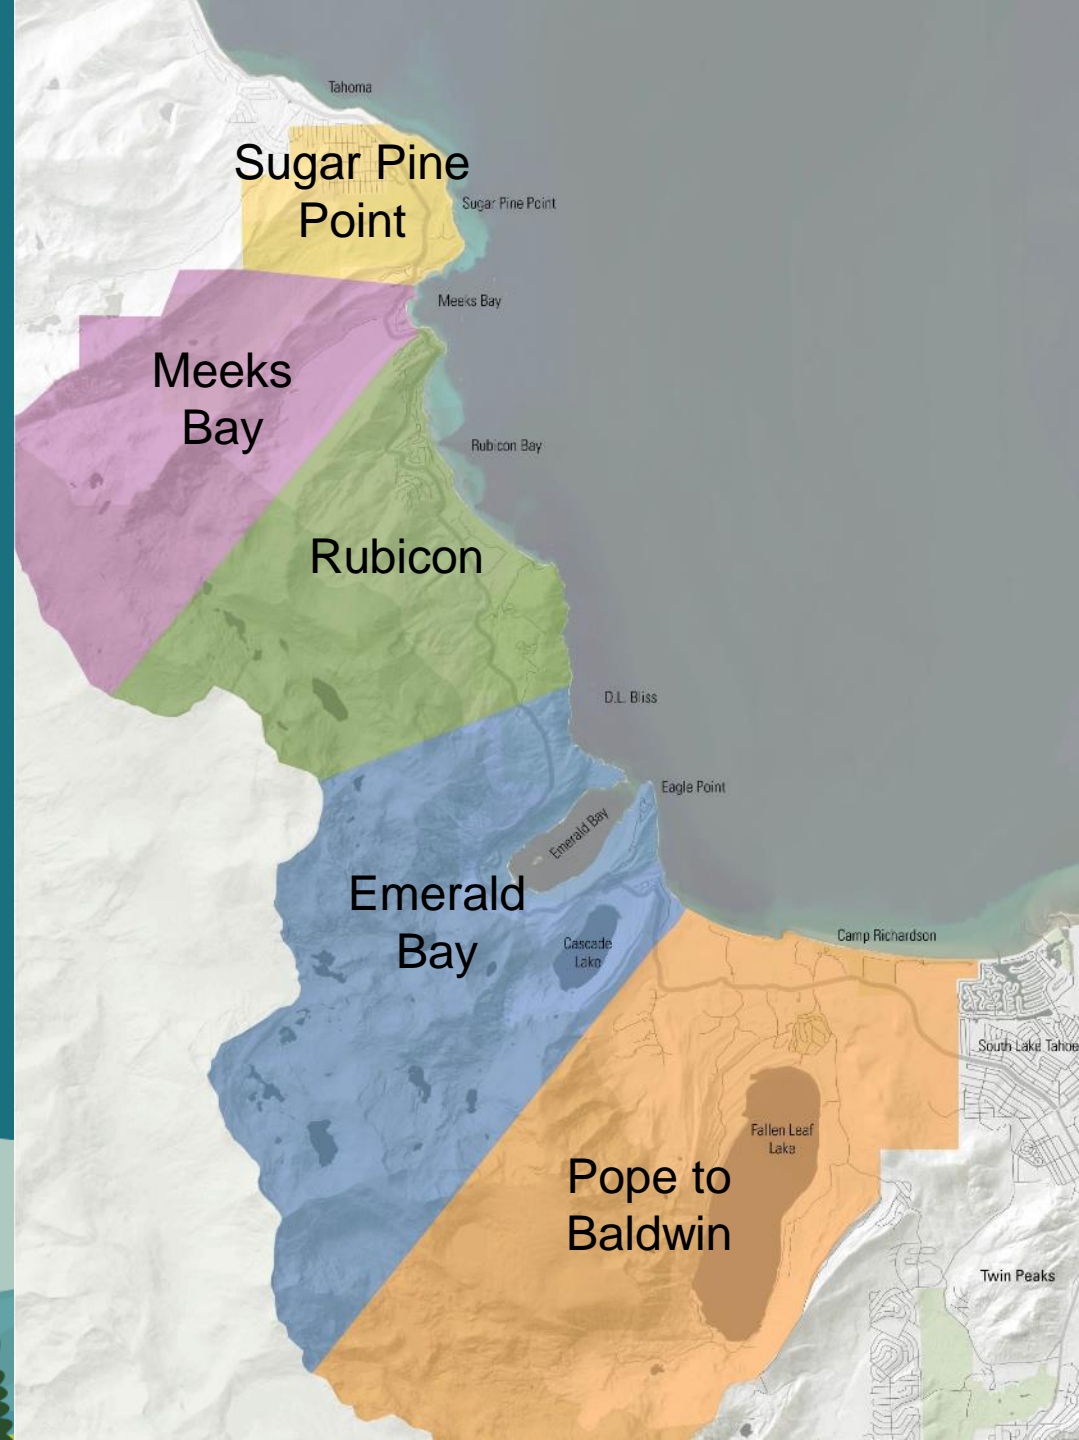 Tahoma
Sugar Pine
Point
Sugar Pine Point
Meeks Bay
Meeks
Bay
Rubicon Bay
Rubicon
D.L. Bliss
Eagle Point
Emerald Bay
Emerald
Bay
Cascade
Lake
Camp Richardson
South Lake Tahoe
Fallen Leaf
Lake
Pope to
Baldwin
Twin Peaks